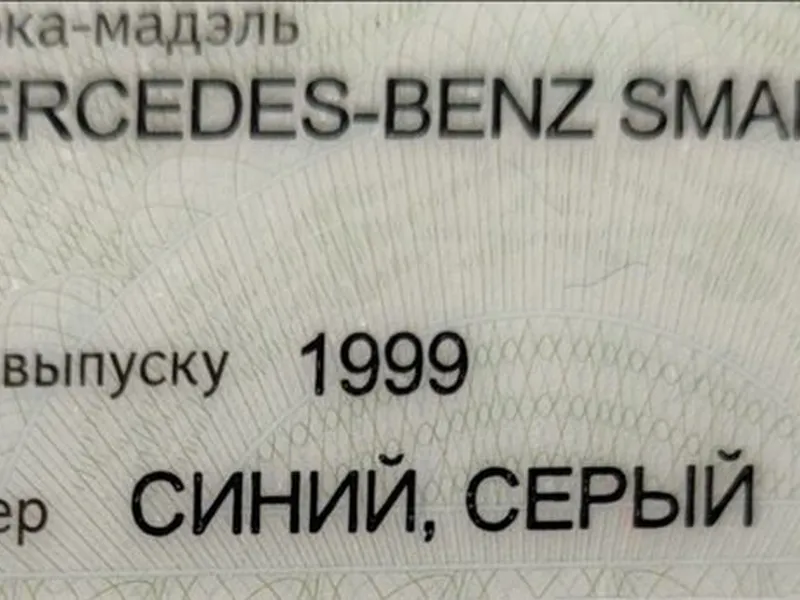 ка-мадэль
ERCEDES-BENZ SMA
выпуску 1999
ер СИНИЙ, СЕРЫЙ